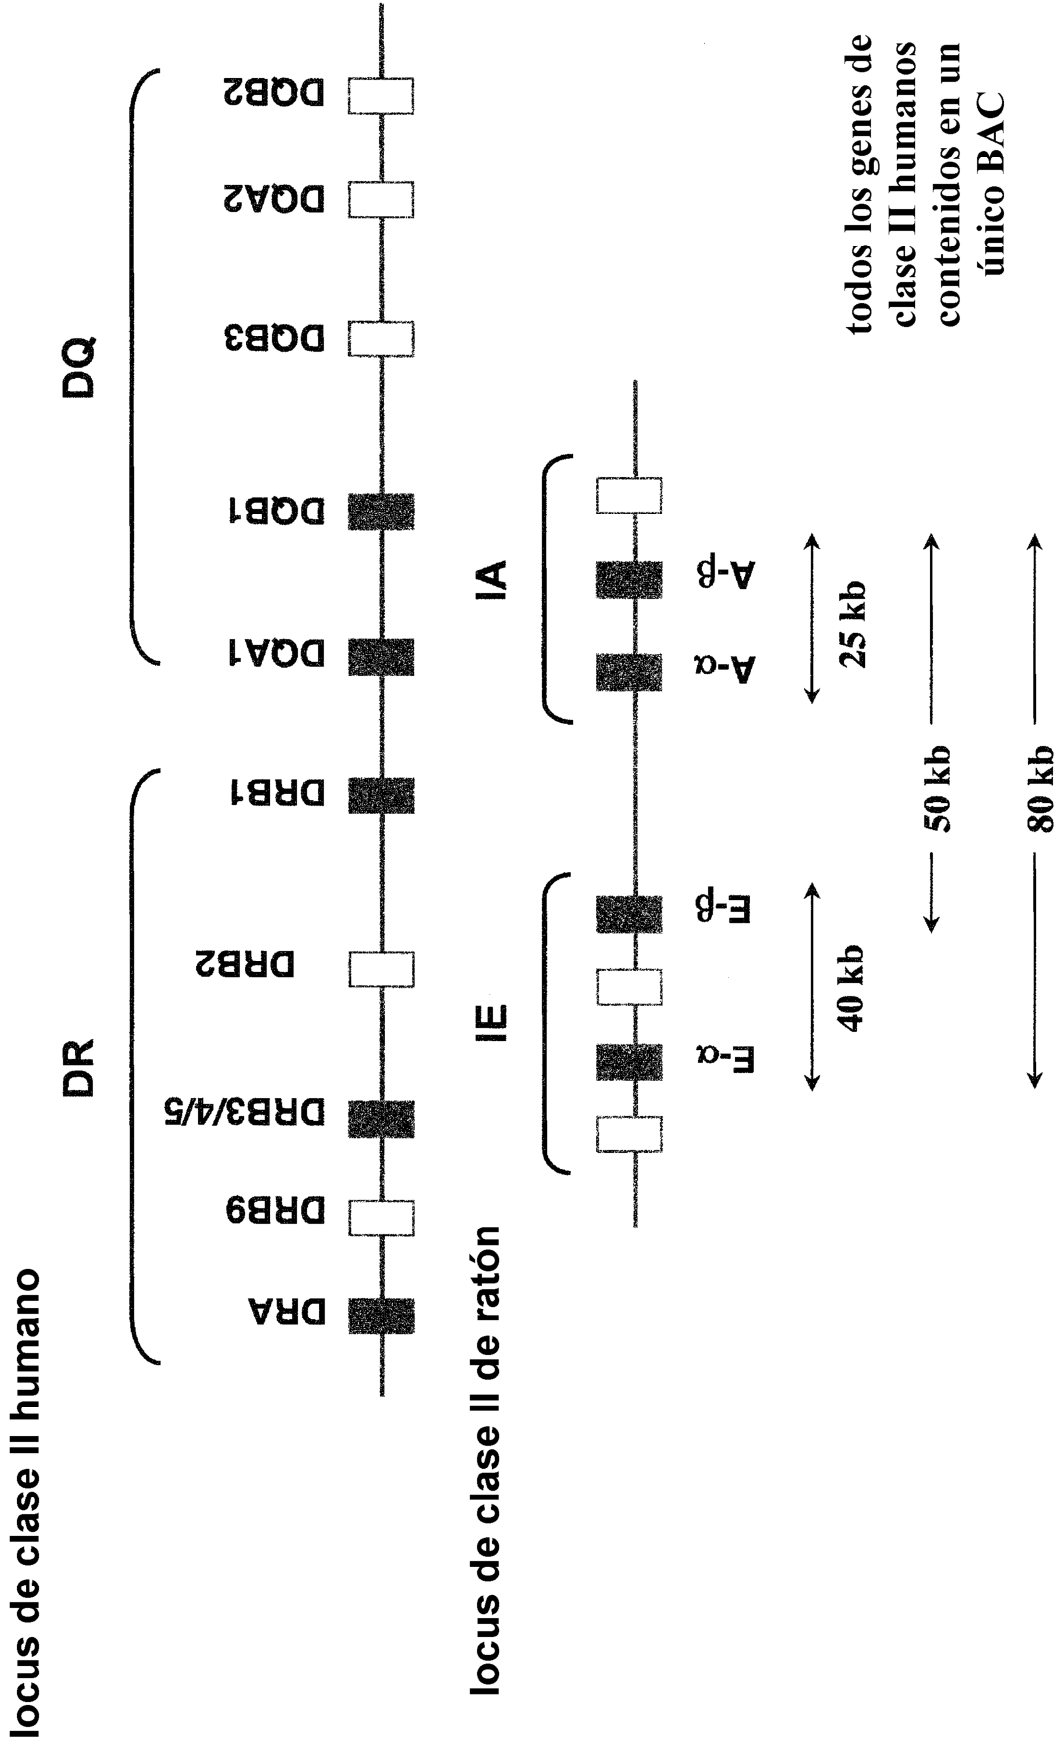 locus de clase II humano
DR
DQ
DRA
DRB9
DRB3/4/5
DRB2
DRB1
DQA1
DQB1
DQB3
DQA2
DQB2
locus de clase II de ratón
IE
IA
E-α
E-β
A-α
A-β
40 kb
25 kb
50 kb
80 kb
todos los genes de
clase II humanos
contenidos en un
único BAC